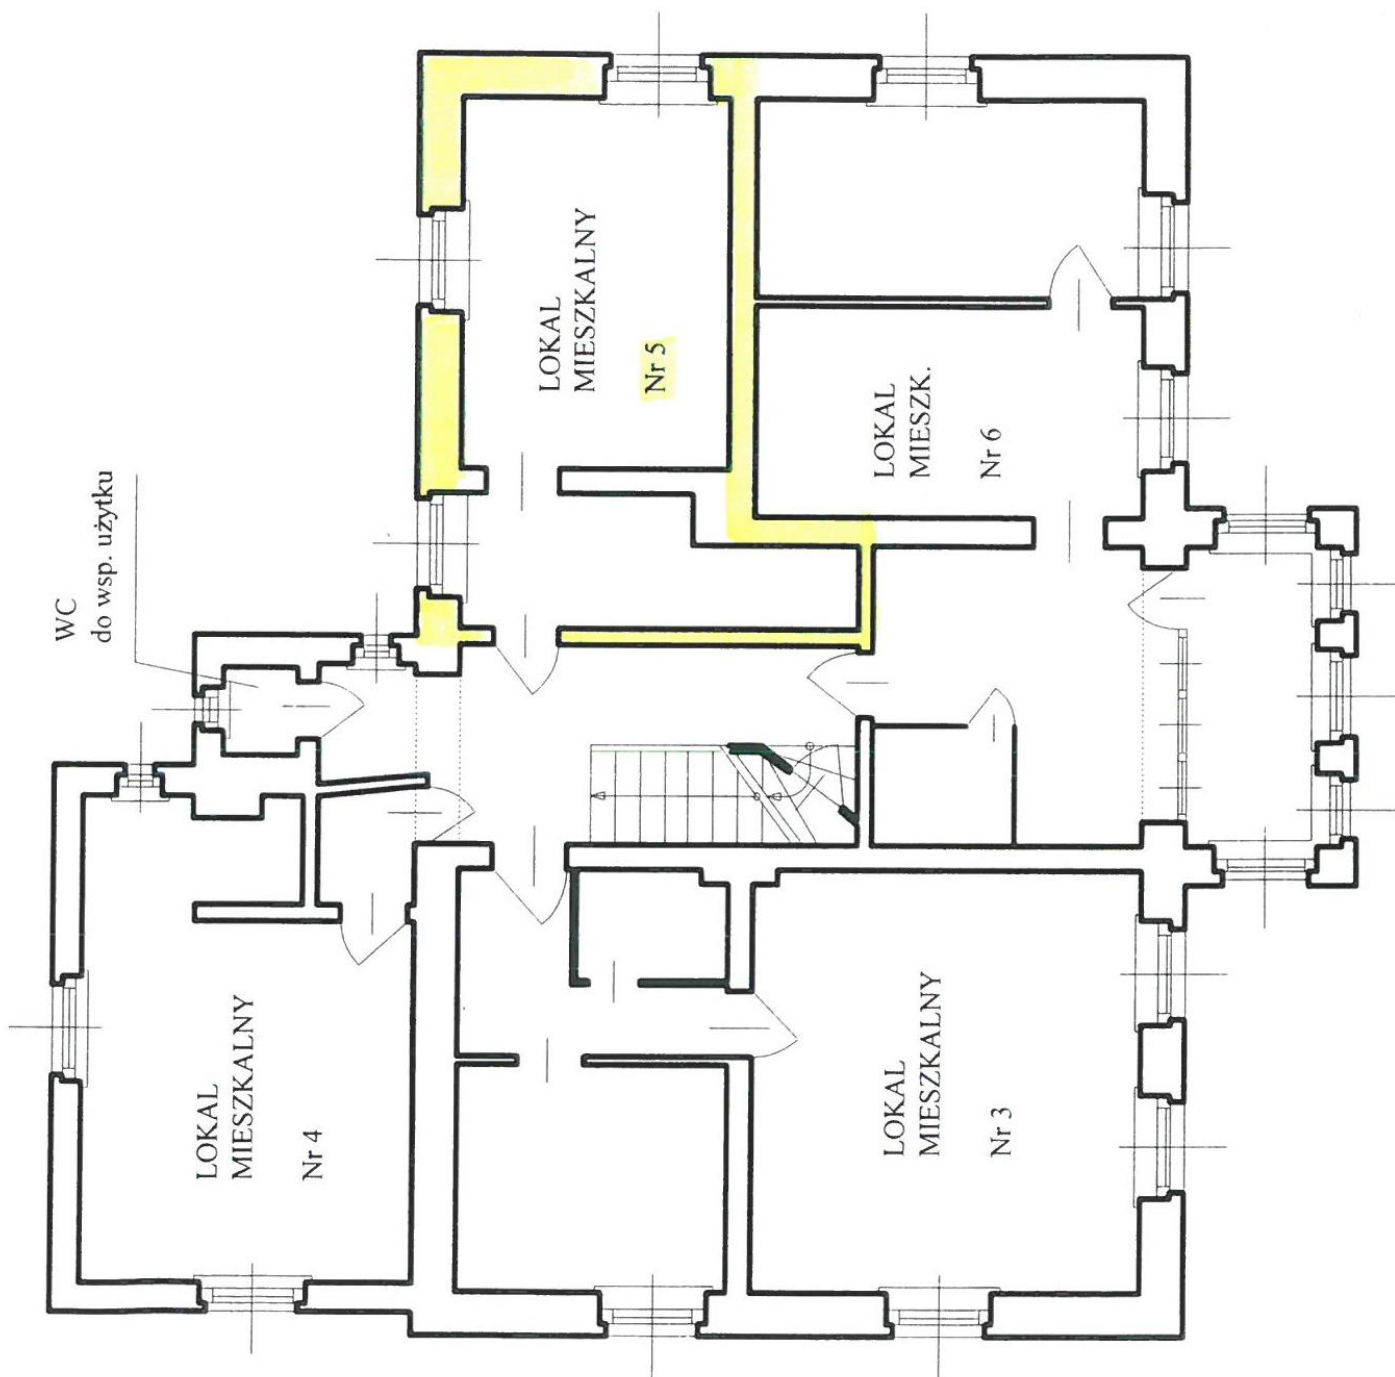 WC
do wsp. użytku
LOKAL
MIESZKALNY
Nr 5
LOKAL
MIESZK.
Nr 6
LOKAL
MIESZKALNY
Nr 4
LOKAL
MIESZKALNY
Nr 3